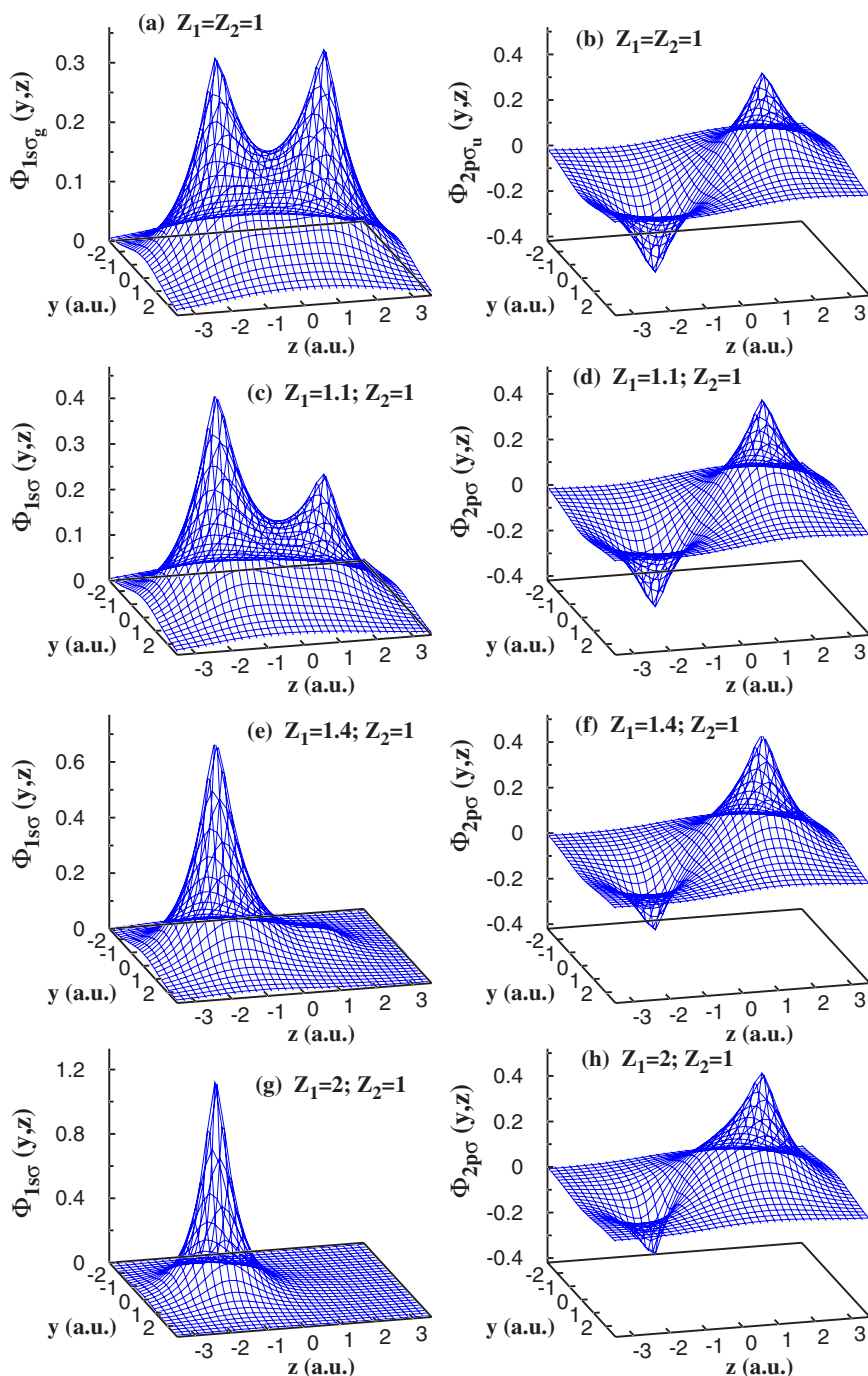 (a) Z1=Z2=1
Φ1sσg (y,z)
0.3
0.2
0.1
0
-2 -1 0 1 2
y (a.u.)
-3 -2 -1 0 1 2 3
z (a.u.)
(b) Z1=Z2=1
Φ2pσu (y,z)
0.4
0.2
0
-0.2
-0.4
-2 -1 0 1 2
y (a.u.)
-3 -2 -1 0 1 2 3
z (a.u.)
(c) Z1=1.1; Z2=1
Φ1sσ (y,z)
0.4
0.3
0.2
0.1
0
-2 -1 0 1 2
y (a.u.)
-3 -2 -1 0 1 2 3
z (a.u.)
(d) Z1=1.1; Z2=1
Φ2pσ (y,z)
0.4
0.2
0
-0.2
-0.4
-2 -1 0 1 2
y (a.u.)
-3 -2 -1 0 1 2 3
z (a.u.)
(e) Z1=1.4; Z2=1
Φ1sσ (y,z)
0.6
0.4
0.2
0
-2 -1 0 1 2
y (a.u.)
-3 -2 -1 0 1 2 3
z (a.u.)
(f) Z1=1.4; Z2=1
Φ2pσ (y,z)
0.4
0.2
0
-0.2
-0.4
-2 -1 0 1 2
y (a.u.)
-3 -2 -1 0 1 2 3
z (a.u.)
(g) Z1=2; Z2=1
Φ1sσ (y,z)
1.2
0.8
0.4
0
-2 -1 0 1 2
y (a.u.)
-3 -2 -1 0 1 2 3
z (a.u.)
(h) Z1=2; Z2=1
Φ2pσ (y,z)
0.4
0.2
0
-0.2
-0.4
-2 -1 0 1 2
y (a.u.)
-3 -2 -1 0 1 2 3
z (a.u.)